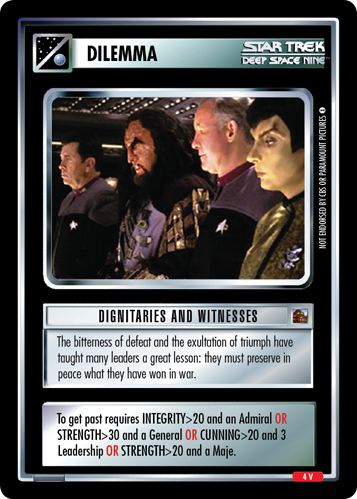 DILEMMA
STAR TREK
DEEP SPACE NINE
NOT ENDORSED BY CBS OR PARAMOUNT PICTURES
DIGNITARIES AND WITNESSES
The bitterness of defeat and the exultation of triumph have
taught many leaders a great lesson: they must preserve in
peace what they have won in war.
To get past requires INTEGRITY>20 and an Admiral OR
STRENGTH>30 and a General OR CUNNING>20 and 3
Leadership OR STRENGTH>20 and a Maje.
4 V